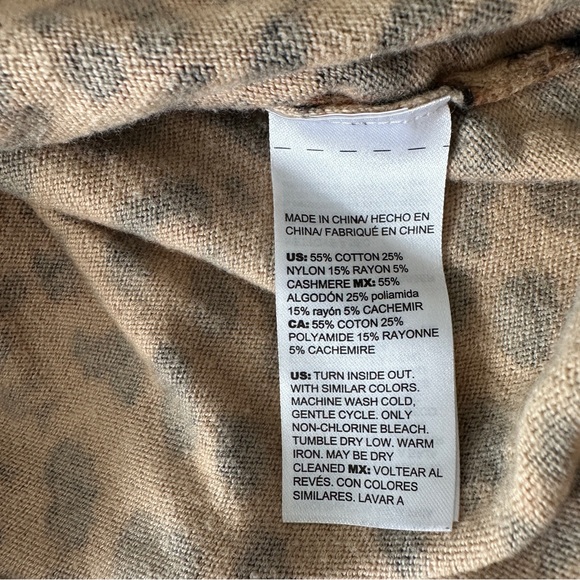 MADE IN CHINA/ HECHO EN
CHINA/ FABRIQUÉ EN CHINE
US: 55% COTTON 25%
NYLON 15% RAYON 5%
CASHMERE MX: 55%
ALGODÓN 25% poliamida
15% rayón 5% CACHEMIR
CA: 55% COTON 25%
POLYAMIDE 15% RAYONNE
5% CACHEMIRE
US: TURN INSIDE OUT.
WITH SIMILAR COLORS.
MACHINE WASH COLD,
GENTLE CYCLE. ONLY
NON-CHLORINE BLEACH.
TUMBLE DRY LOW. WARM
IRON. MAY BE DRY
CLEANED MX: VOLTEAR AL
REVÉS. CON COLORES
SIMILARES. LAVAR A